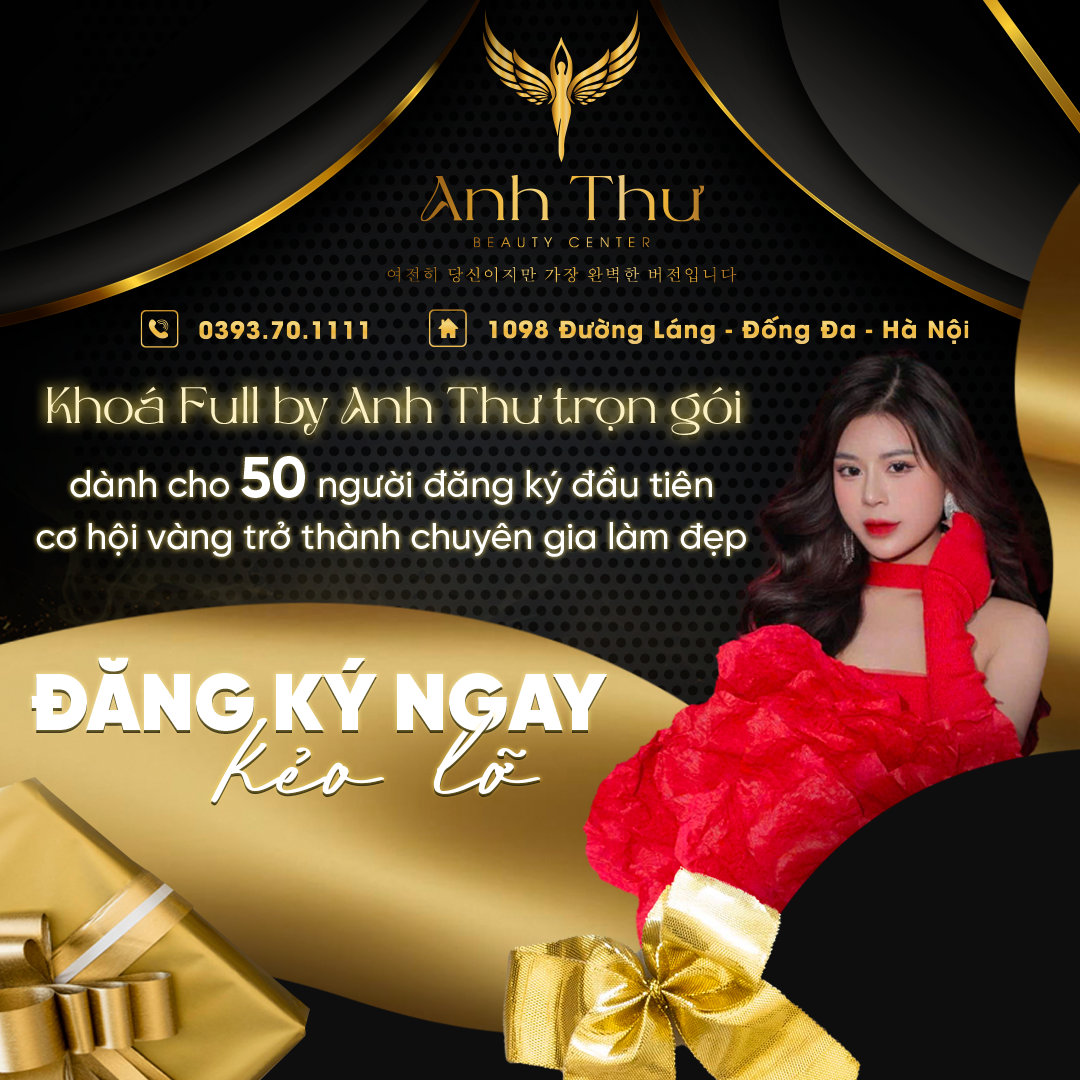 Anh Thư
BEAUTY CENTER
여전히 당신이지만 가장 완벽한 버전입니다
0393.70.1111
1098 Đường Láng - Đống Đa - Hà Nội
Khoá Full by Anh Thư trọn gói
dành cho 50 người đăng ký đầu tiên
cơ hội vàng trở thành chuyên gia làm đẹp
ĐĂNG KÝ NGAY
kẻo lỡ